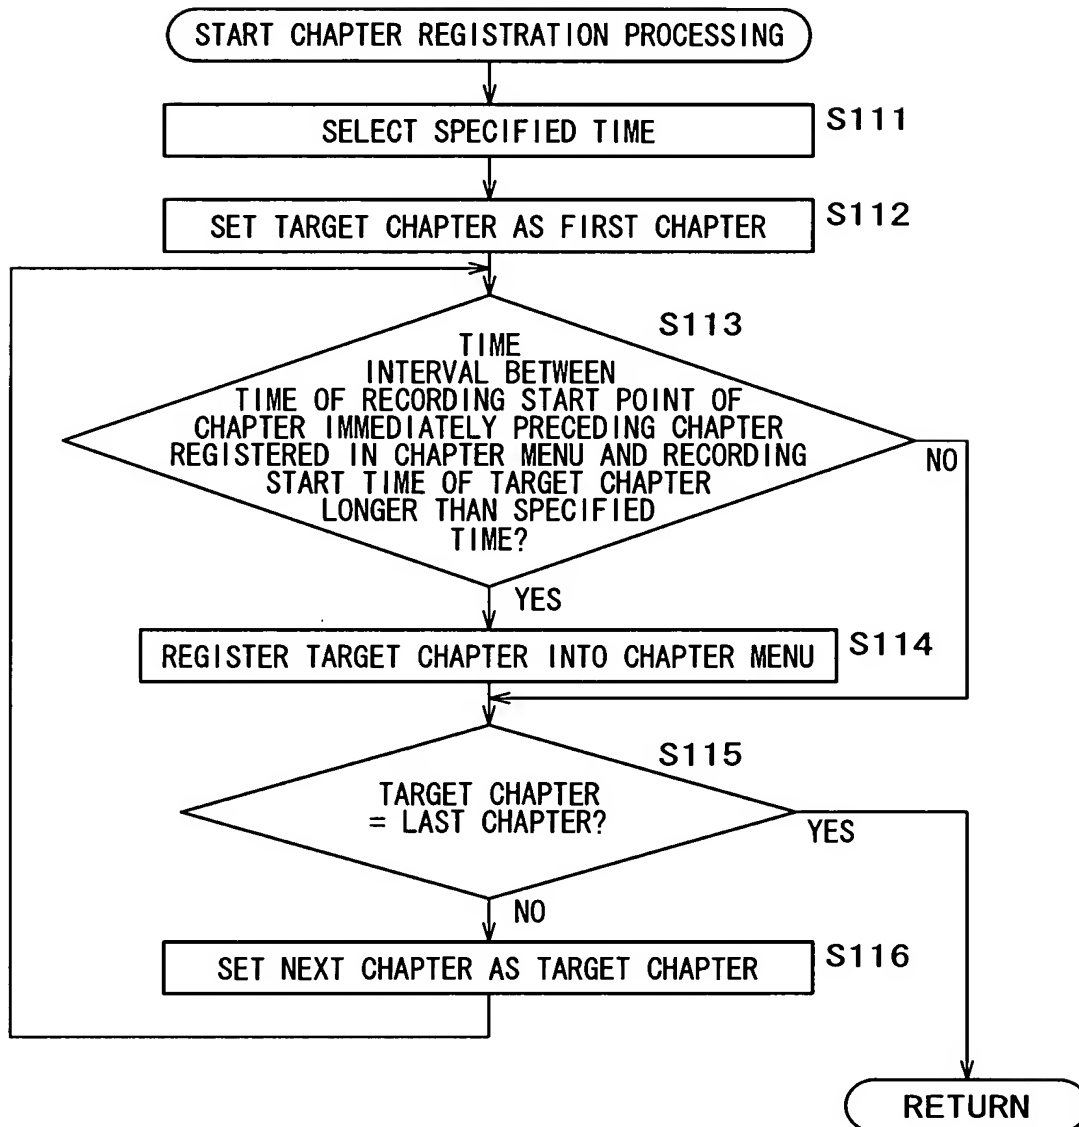 START CHAPTER REGISTRATION PROCESSING
SELECT SPECIFIED TIME
S111
SET TARGET CHAPTER AS FIRST CHAPTER
S112
S113
TIME
INTERVAL BETWEEN
TIME OF RECORDING START POINT OF
CHAPTER IMMEDIATELY PRECEDING CHAPTER
REGISTERED IN CHAPTER MENU AND RECORDING
START TIME OF TARGET CHAPTER
LONGER THAN SPECIFIED
TIME?
NO
YES
REGISTER TARGET CHAPTER INTO CHAPTER MENU
S114
S115
TARGET CHAPTER
= LAST CHAPTER?
YES
NO
SET NEXT CHAPTER AS TARGET CHAPTER
S116
RETURN